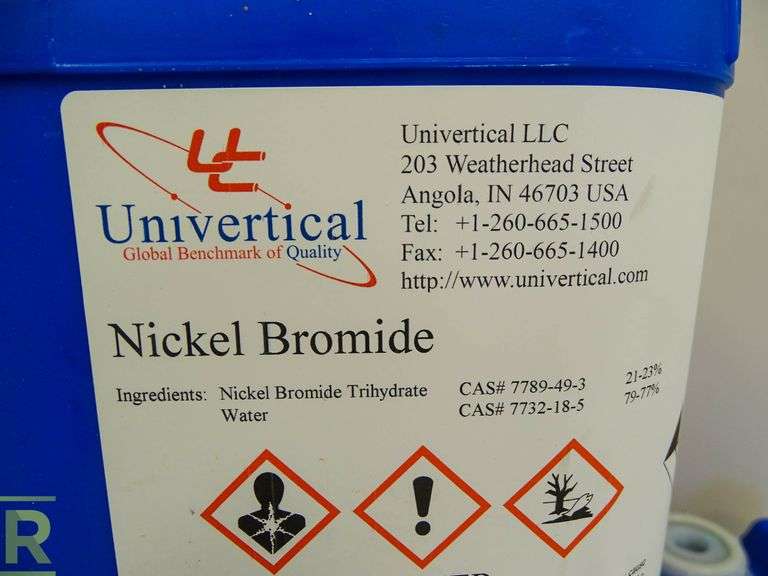 Univertical
Global Benchmark of Quality
Univertical LLC
203 Weatherhead Street
Angola, IN 46703 USA
Tel: +1-260-665-1500
Fax: +1-260-665-1400
http://www.univertical.com
Nickel Bromide
Ingredients: Nickel Bromide Trihydrate CAS# 7789-49-3 21-23%
Water CAS# 7732-18-5 79-77%
R